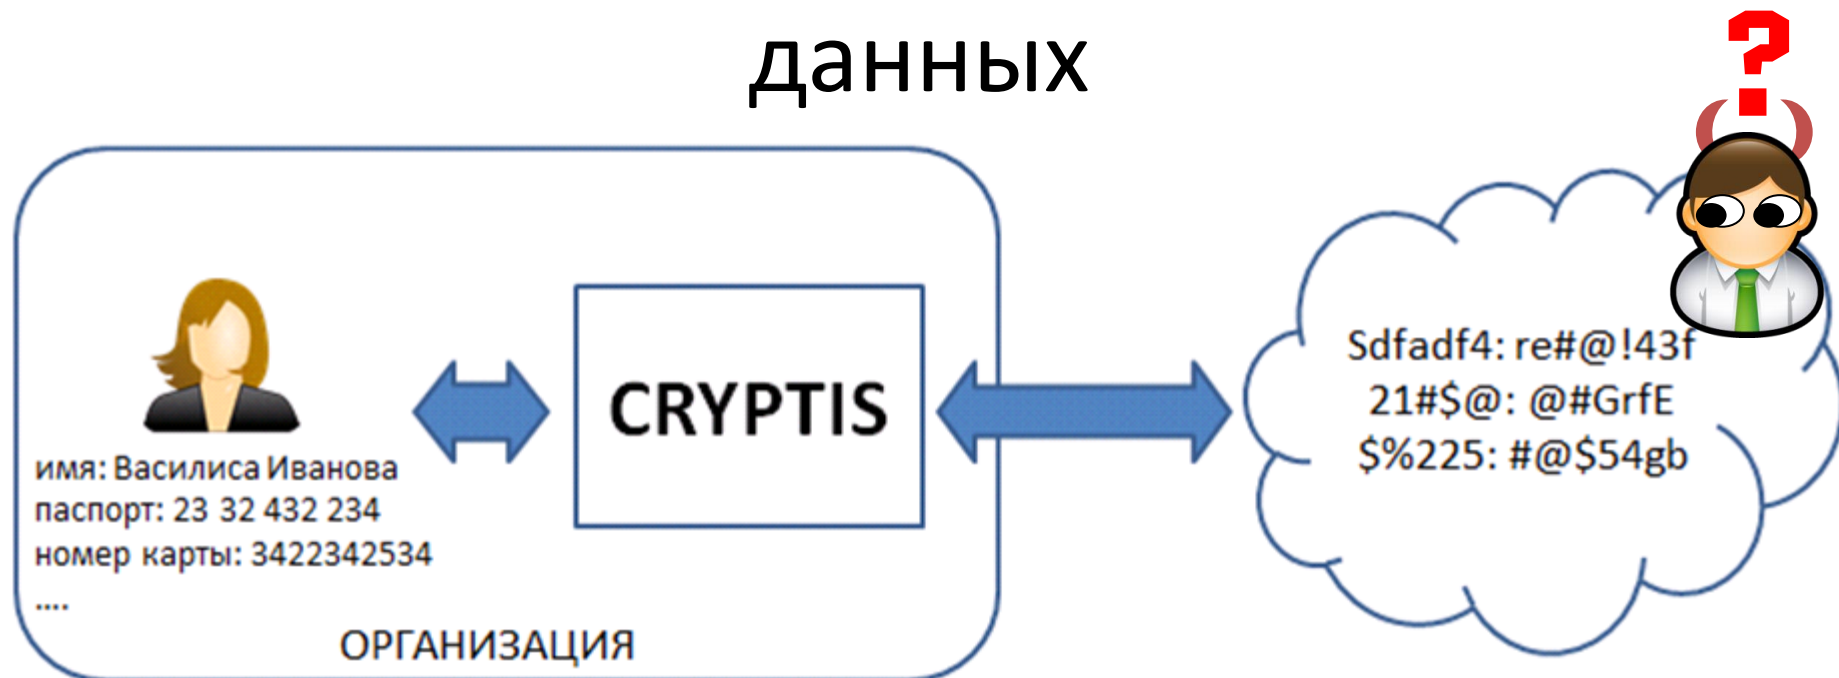 данных
?
имя: Василиса Иванова
паспорт: 23 32 432 234
номер карты: 3422342534
....
ОРГАНИЗАЦИЯ
CRYPTIS
Sdfadf4: re#@!43f
21#$@: @#GrfE
$%225: #@$54gb